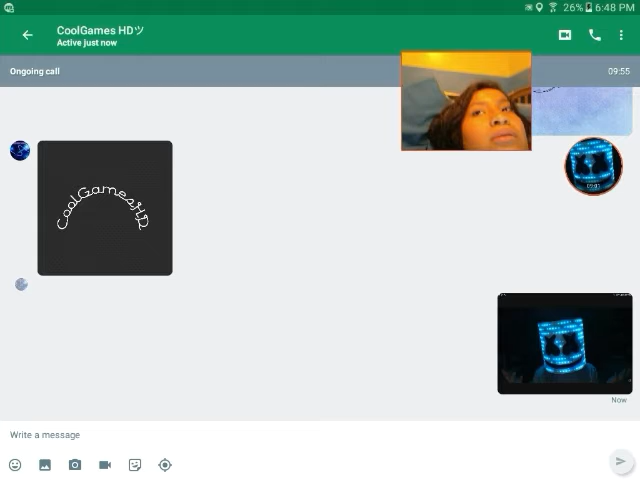 26% 6:48 PM
CoolGames HDツ
Active just now
Ongoing call
09:55
CoolGamesHD
Now
Write a message